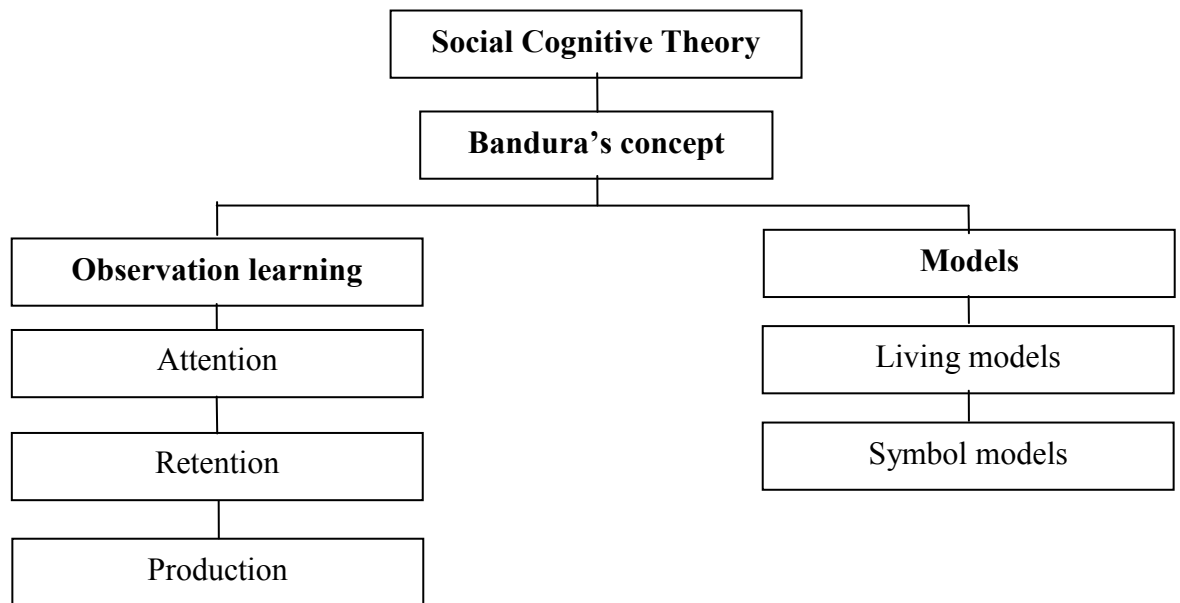 Social Cognitive Theory
Bandura’s concept
Observation learning
Attention
Retention
Production
Models
Living models
Symbol models